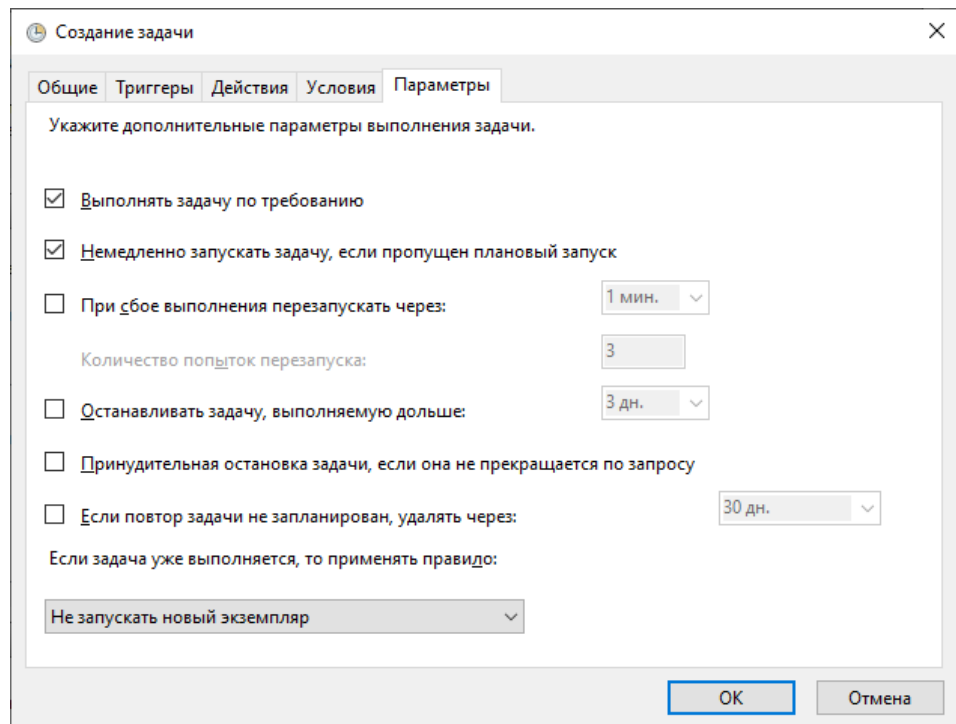 Создание задачи
Общие Триггеры Действия Условия Параметры
Укажите дополнительные параметры выполнения задачи.
Выполнять задачу по требованию
Немедленно запускать задачу, если пропущен плановый запуск
При сбое выполнения перезапускать через: 1 мин.
Количество попыток перезапуска: 3
Останавливать задачу, выполняемую дольше: 3 дн.
Принудительная остановка задачи, если она не прекращается по запросу
Если повтор задачи не запланирован, удалять через: 30 дн.
Если задача уже выполняется, то применять правило:
Не запускать новый экземпляр
ОК Отмена